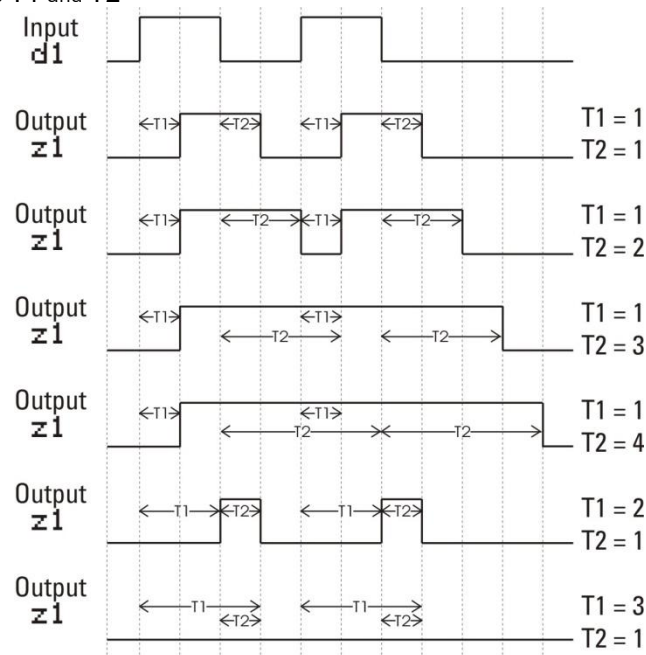 T1 and T2
Input
d1
Output
z1
T1 T2 T1 T2
T1 = 1
T2 = 1
Output
z1
T1 T2 T1 T2
T1 = 1
T2 = 2
Output
z1
T1 T1
T2 T2
T1 = 1
T2 = 3
Output
z1
T1 T1
T2 T2
T1 = 1
T2 = 4
Output
z1
T1 T2 T1 T2
T1 = 2
T2 = 1
Output
z1
T1 T1
T2 T2
T1 = 3
T2 = 1